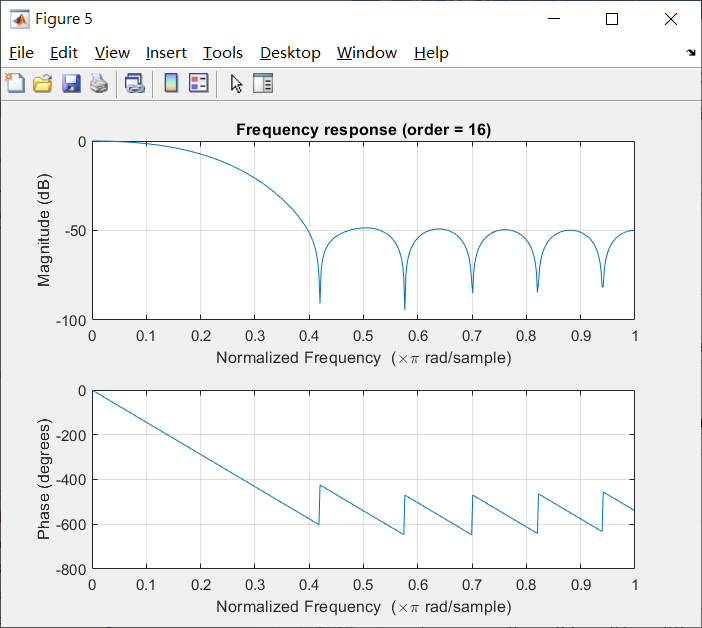 Figure 5
File Edit View Insert Tools Desktop Window Help
Frequency response (order = 16)
Magnitude (dB)
0
-50
-100
0 0.1 0.2 0.3 0.4 0.5 0.6 0.7 0.8 0.9 1
Normalized Frequency (×π rad/sample)
Phase (degrees)
0
-200
-400
-600
-800
0 0.1 0.2 0.3 0.4 0.5 0.6 0.7 0.8 0.9 1
Normalized Frequency (×π rad/sample)